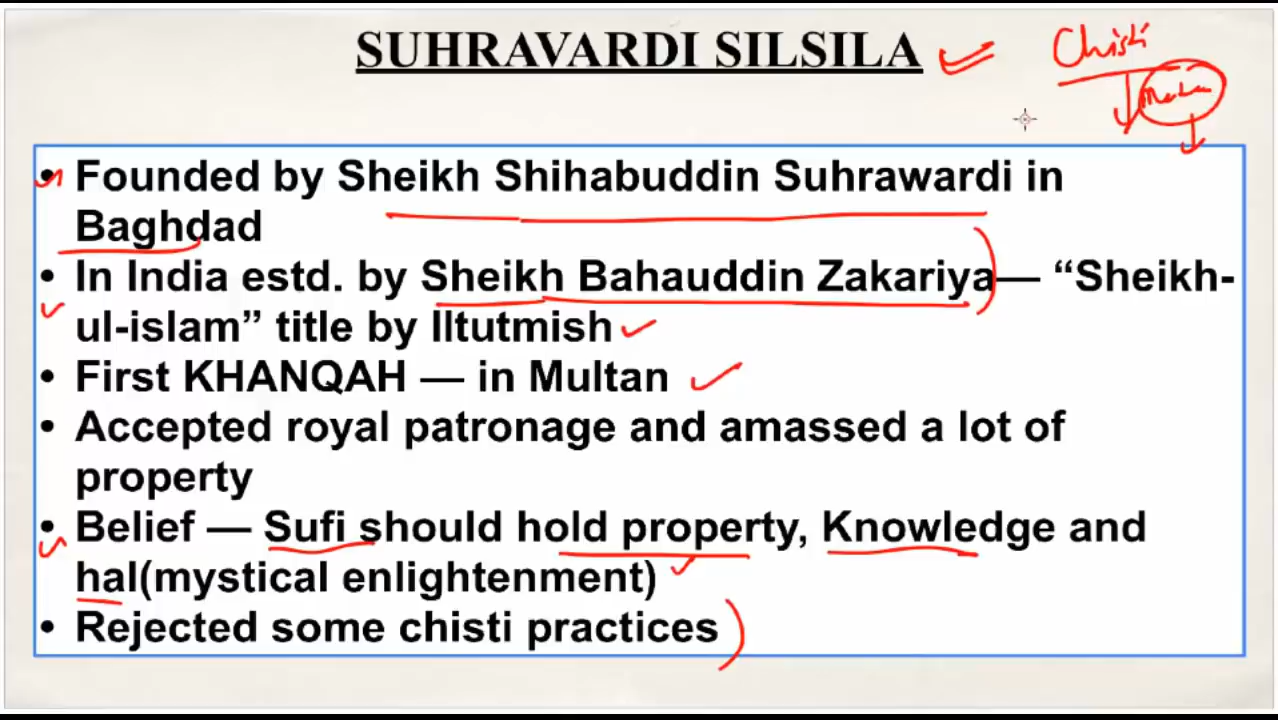 SUHRAVARDI SILSILA
Chisti
• Founded by Sheikh Shihabuddin Suhrawardi in
Baghdad
• In India estd. by Sheikh Bahauddin Zakariya— “Sheikh-
ul-islam” title by Iltutmish
• First KHANQAH — in Multan
• Accepted royal patronage and amassed a lot of
property
• Belief — Sufi should hold property, Knowledge and
hal(mystical enlightenment)
• Rejected some chisti practices